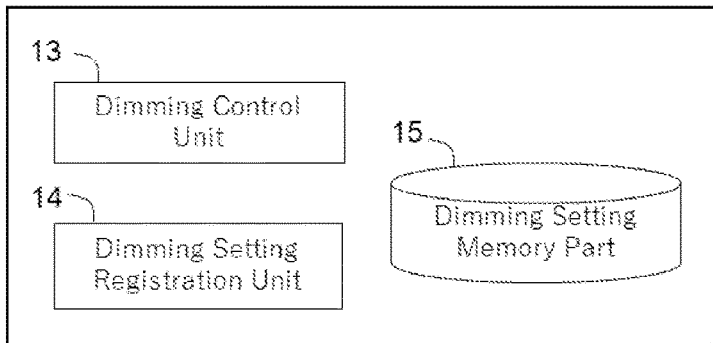 13
Dimming Control
Unit
14
Dimming Setting
Registration Unit
15
Dimming Setting
Memory Part